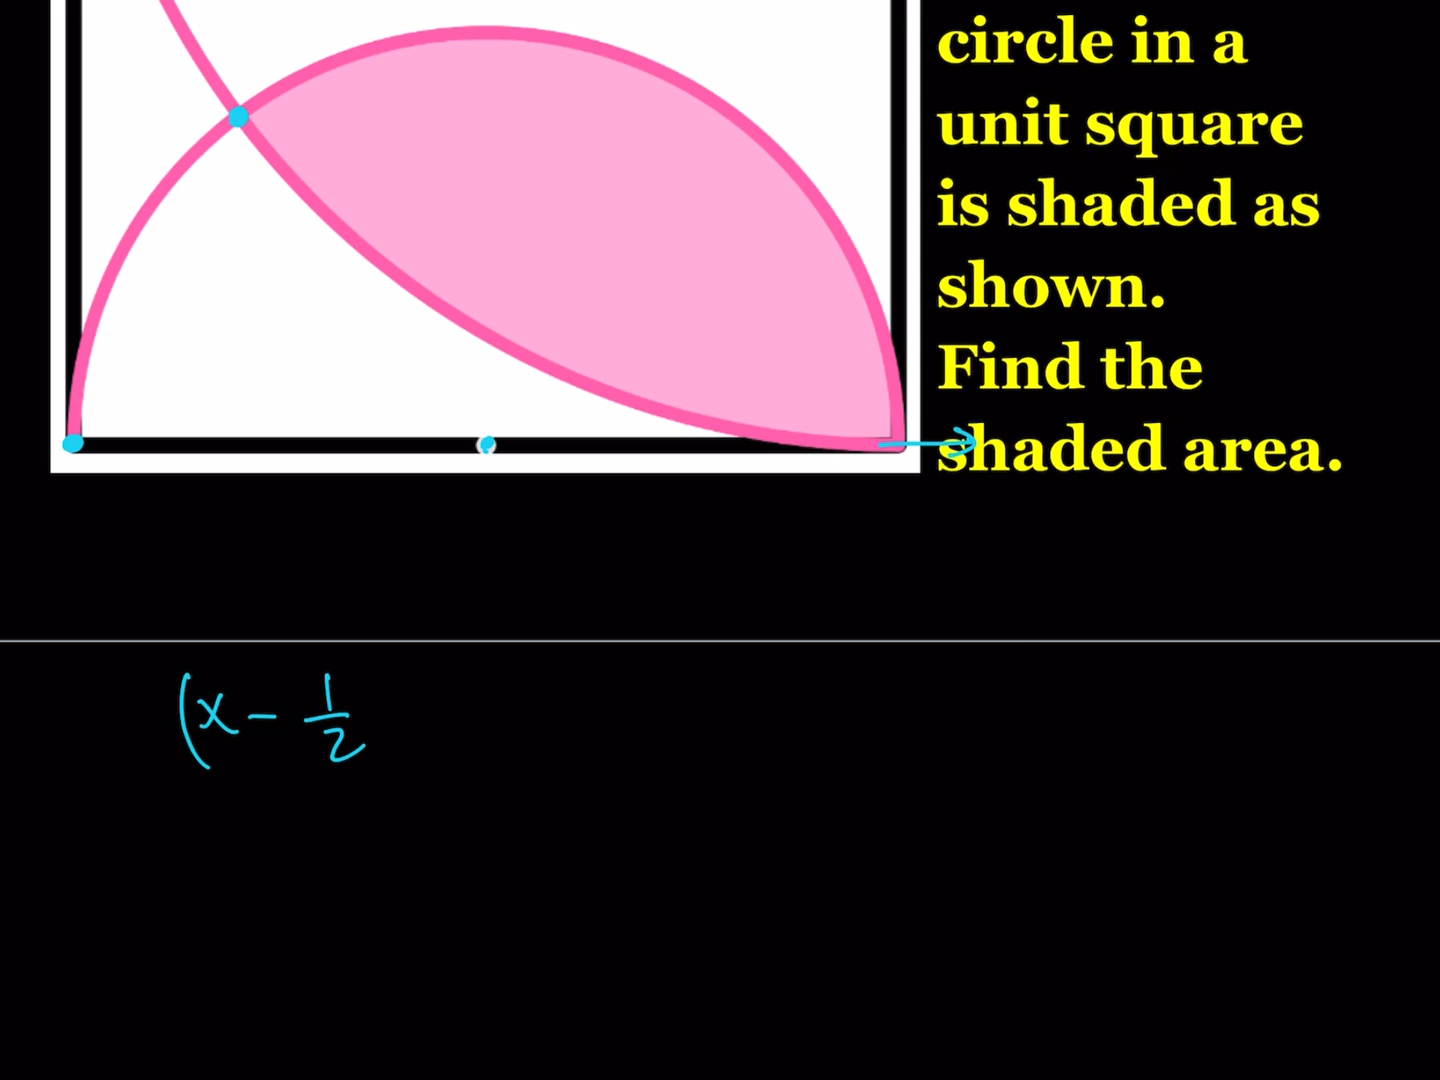 circle in a
unit square
is shaded as
shown.
Find the
shaded area.
(x - 1/2